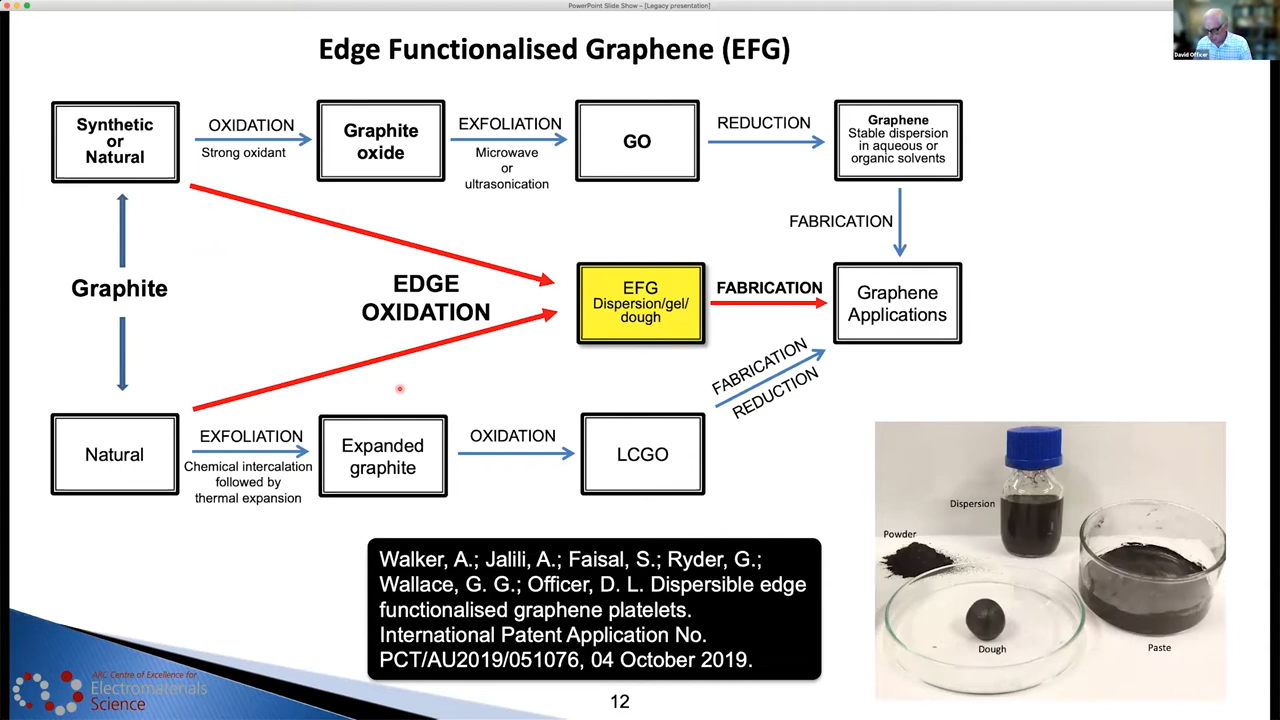 PowerPoint Slide Show – [Legacy presentation]
David Officer
Edge Functionalised Graphene (EFG)
Synthetic
or
Natural
OXIDATION
Strong oxidant
Graphite
oxide
EXFOLIATION
Microwave
or
ultrasonication
GO
REDUCTION
Graphene
Stable dispersion
in aqueous or
organic solvents
FABRICATION
Graphite
EDGE
OXIDATION
EFG
Dispersion/gel/
dough
FABRICATION
Graphene
Applications
FABRICATION
REDUCTION
Natural
EXFOLIATION
Chemical intercalation
followed by
thermal expansion
Expanded
graphite
OXIDATION
LCGO
Dispersion
Powder
Dough
Paste
Walker, A.; Jalili, A.; Faisal, S.; Ryder, G.;
Wallace, G. G.; Officer, D. L. Dispersible edge
functionalised graphene platelets.
International Patent Application No.
PCT/AU2019/051076, 04 October 2019.
ARC Centre of Excellence for
Electromaterials
Science
12